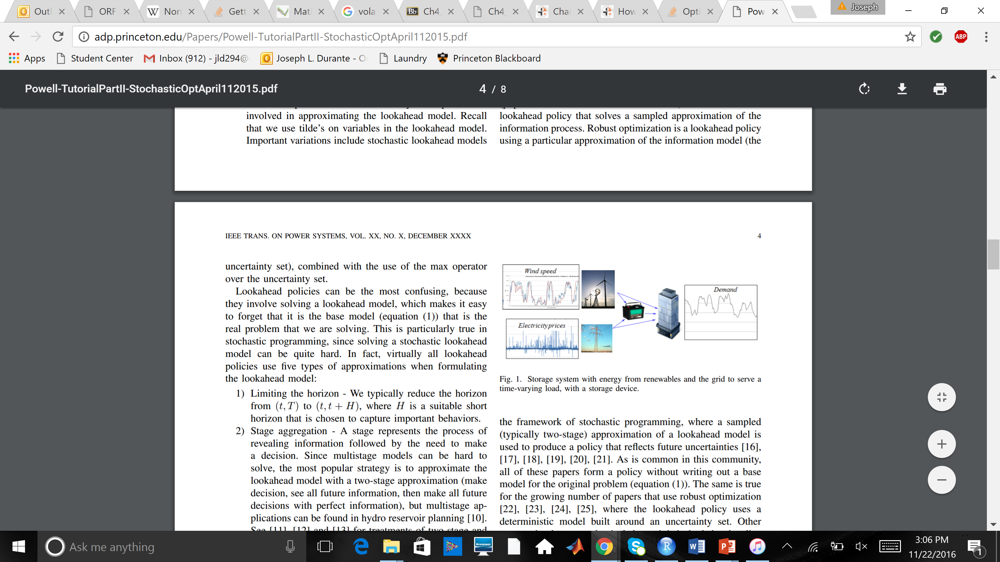 Outl
ORF
Nor
Gett
Mat
vola
Ch4
Ch4
Cha
How
Opti
Pow
Joseph
adp.princeton.edu/Papers/Powell-TutorialPartII-StochasticOptApril112015.pdf
ABP
Apps
Student Center
Inbox (912) - jld294@
Joseph L. Durante - O
Laundry
Princeton Blackboard
Powell-TutorialPartII-StochasticOptApril112015.pdf
4 / 8
involved in approximating the lookahead model. Recall
that we use tilde's on variables in the lookahead model.
Important variations include stochastic lookahead models
lookahead policy that solves a sampled approximation of the
information process. Robust optimization is a lookahead policy
using a particular approximation of the information model (the
IEEE TRANS. ON POWER SYSTEMS, VOL. XX, NO. X, DECEMBER XXXX
4
uncertainty set), combined with the use of the max operator
over the uncertainty set.
Lookahead policies can be the most confusing, because
they involve solving a lookahead model, which makes it easy
to forget that it is the base model (equation (1)) that is the
real problem that we are solving. This is particularly true in
stochastic programming, since solving a stochastic lookahead
model can be quite hard. In fact, virtually all lookahead
policies use five types of approximations when formulating
the lookahead model:
1) Limiting the horizon - We typically reduce the horizon
from (t, T) to (t, t + H), where H is a suitable short
horizon that is chosen to capture important behaviors.
2) Stage aggregation - A stage represents the process of
revealing information followed by the need to make
a decision. Since multistage models can be hard to
solve, the most popular strategy is to approximate the
lookahead model with a two-stage approximation (make
decision, see all future information, then make all future
decisions with perfect information), but multistage ap-
plications can be found in hydro reservoir planning [10].
See [11], [12] and [13] for treatments of two stage and
Wind speed
Electricity prices
Demand
Fig. 1. Storage system with energy from renewables and the grid to serve a
time-varying load, with a storage device.
the framework of stochastic programming, where a sampled
(typically two-stage) approximation of a lookahead model is
used to produce a policy that reflects future uncertainties [16],
[17], [18], [19], [20], [21]. As is common in this community,
all of these papers form a policy without writing out a base
model for the original problem (equation (1)). The same is true
for the growing number of papers that use robust optimization
[22], [23], [24], [25], where the lookahead policy uses a
deterministic model built around an uncertainty set. Other
Ask me anything
lenovo
3:06 PM
11/22/2016
1